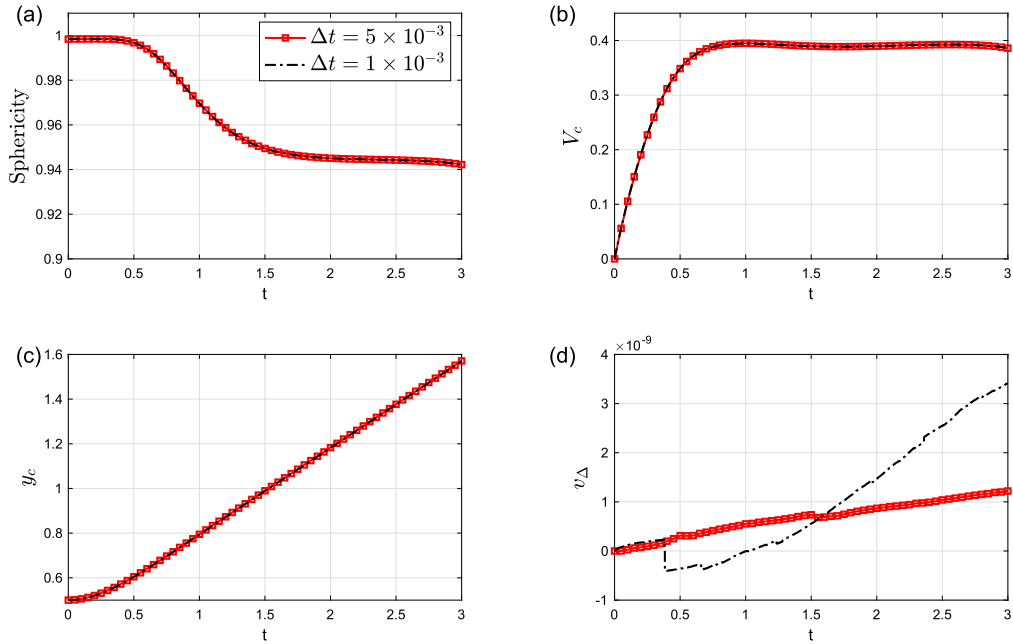 (a)
1
0.98
0.96
0.94
0.92
0.9
Sphericity
0 0.5 1 1.5 2 2.5 3
t
Δt = 5 × 10⁻³
Δt = 1 × 10⁻³
(b)
0.4
0.3
0.2
0.1
0
V_c
0 0.5 1 1.5 2 2.5 3
t
(c)
1.6
1.4
1.2
1
0.8
0.6
y_c
0 0.5 1 1.5 2 2.5 3
t
(d)
×10⁻⁹
4
3
2
1
0
-1
v_Δ
0 0.5 1 1.5 2 2.5 3
t